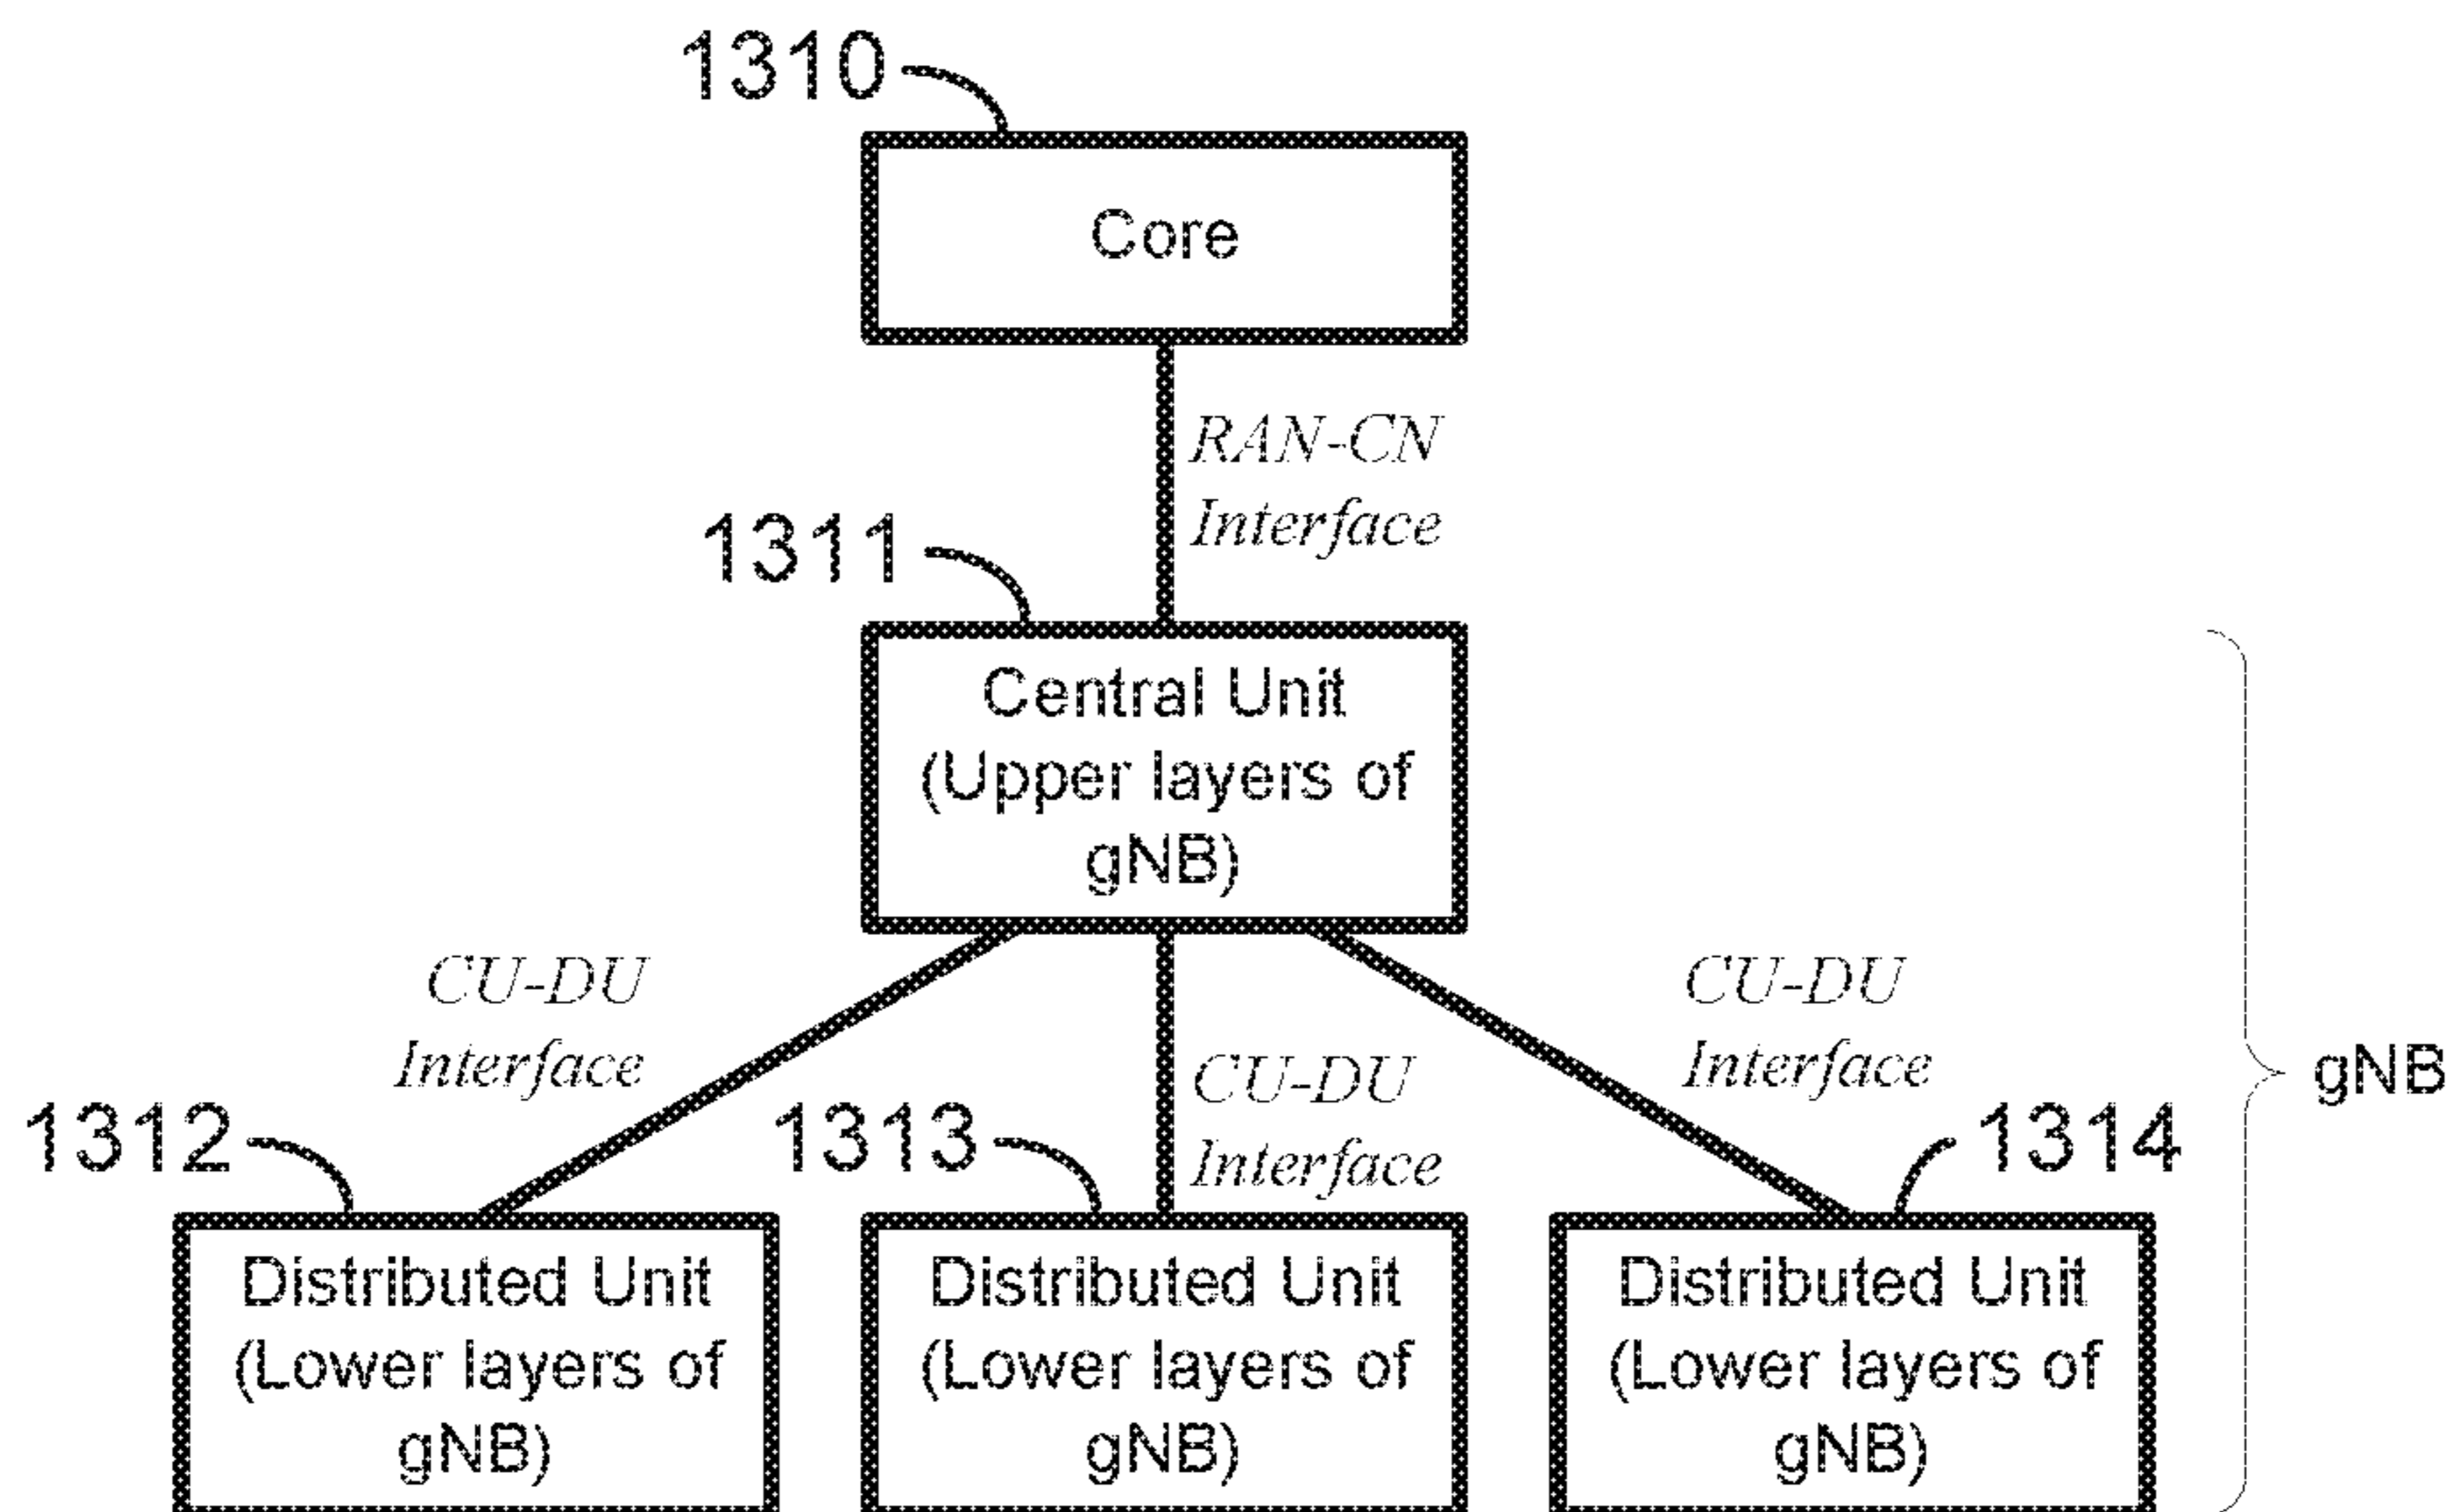 1310
Core
RAN-CN
Interface
1311
Central Unit
(Upper layers of
gNB)
CU-DU
Interface
CU-DU
Interface
CU-DU
Interface
gNB
1312
1313
1314
Distributed Unit
(Lower layers of
gNB)
Distributed Unit
(Lower layers of
gNB)
Distributed Unit
(Lower layers of
gNB)